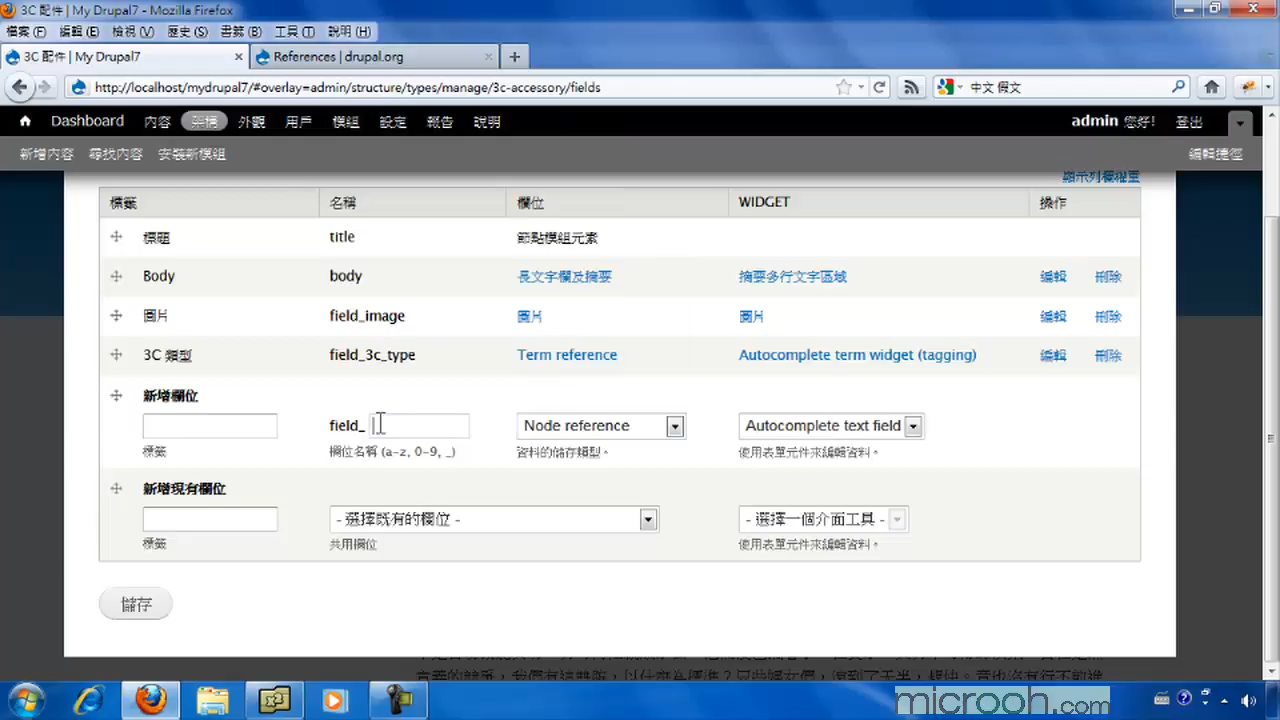 3C 配件 | My Drupal7 - Mozilla Firefox
檔案 (F) 編輯 (E) 檢視 (V) 歷史 (S) 書籤 (B) 工具 (T) 說明 (H)
3C 配件 | My Drupal7 × References | drupal.org ×
http://localhost/mydrupal7/#overlay=admin/structure/types/manage/3c-accessory/fields 中文 假文
Dashboard 內容 架構 外觀 用戶 模組 設定 報告 說明 admin 您好! 登出
新增內容 尋找內容 安裝新模組 編輯捷徑
顯示列權重
標籤 名稱 欄位 WIDGET 操作
標題 title 節點模組元素
Body body 長文字欄及摘要 摘要多行文字區域 編輯 刪除
圖片 field_image 圖片 圖片 編輯 刪除
3C 類型 field_3c_type Term reference Autocomplete term widget (tagging) 編輯 刪除
新增欄位
field_ Node reference Autocomplete text field
標籤 欄位名稱 (a-z, 0-9, _) 資料的儲存類型。 使用表單元件來編輯資料。
新增現有欄位
- 選擇既有的欄位 - - 選擇一個介面工具 -
標籤 共用欄位 使用表單元件來編輯資料。
儲存
microoh.com